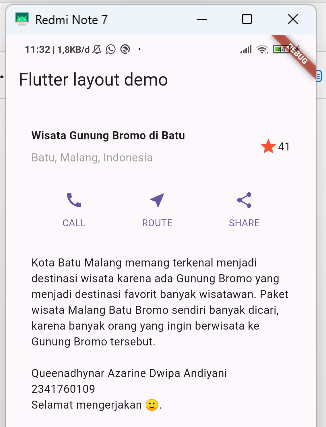 Redmi Note 7
11:32 | 1,8KB/d
DEBUG
Flutter layout demo
Wisata Gunung Bromo di Batu
Batu, Malang, Indonesia
41
CALL
ROUTE
SHARE
Kota Batu Malang memang terkenal menjadi
destinasi wisata karena ada Gunung Bromo yang
menjadi destinasi favorit banyak wisatawan. Paket
wisata Malang Batu Bromo sendiri banyak dicari,
karena banyak orang yang ingin berwisata ke
Gunung Bromo tersebut.
Queenadhynar Azarine Dwipa Andiyani
2341760109
Selamat mengerjakan 🙂.